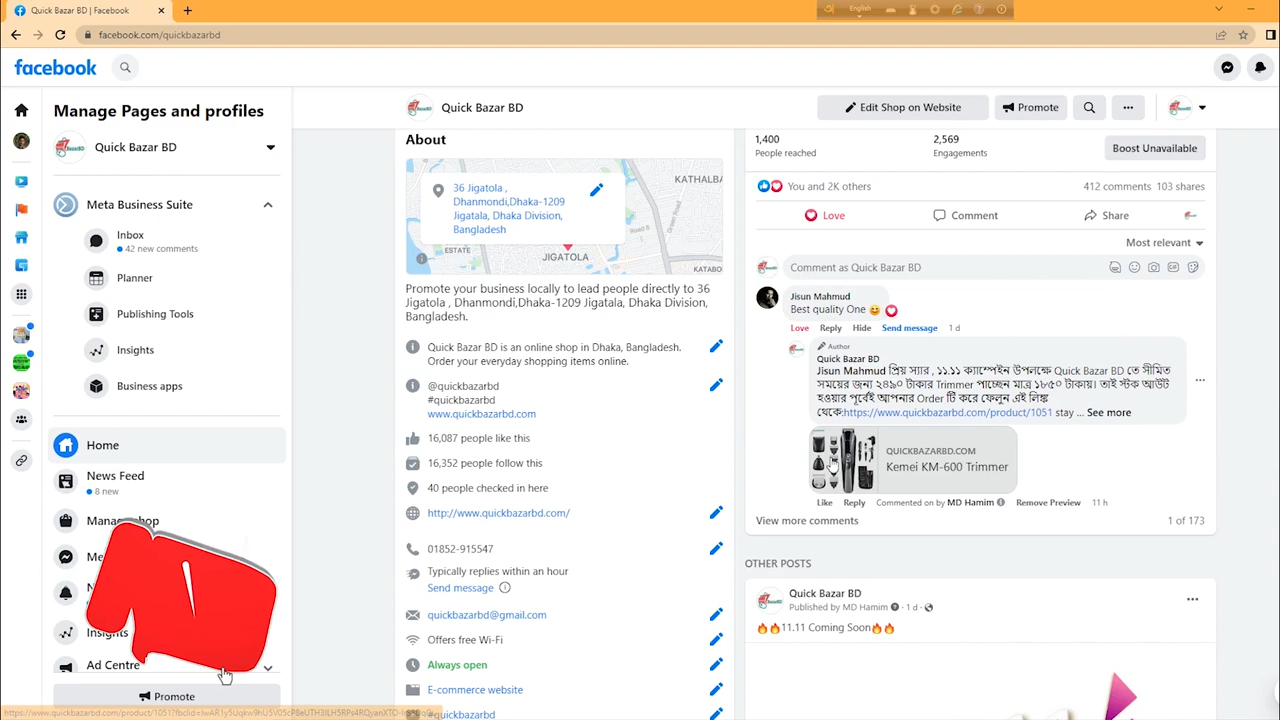 Quick Bazar BD | Facebook
English
facebook.com/quickbazarbd
facebook
Manage Pages and profiles
Quick Bazar BD
Meta Business Suite
Inbox
42 new comments
Planner
Publishing Tools
Insights
Business apps
Home
News Feed
8 new
Insights
Ad Centre
Promote
Quick Bazar BD
Edit Shop on Website
Promote
About
36 Jigatola ,
Dhanmondi,Dhaka-1209
Jigatala, Dhaka Division,
Bangladesh
KATHALBA
ESTATE
JIGATOLA
KATABO
Promote your business locally to lead people directly to 36
Jigatola , Dhanmondi,Dhaka-1209 Jigatala, Dhaka Division,
Bangladesh.
Quick Bazar BD is an online shop in Dhaka, Bangladesh.
Order your everyday shopping items online.
@quickbazarbd
#quickbazarbd
www.quickbazarbd.com
16,087 people like this
16,352 people follow this
40 people checked in here
http://www.quickbazarbd.com/
01852-915547
Typically replies within an hour
Send message
quickbazarbd@gmail.com
Offers free Wi-Fi
Always open
E-commerce website
#quickbazarbd
1,400
People reached
2,569
Engagements
Boost Unavailable
You and 2K others
412 comments 103 shares
Love
Comment
Share
Most relevant
Comment as Quick Bazar BD
Jisun Mahmud
Best quality One
Love Reply Hide Send message 1 d
Author
Quick Bazar BD
Jisun Mahmud প্রিয় স্যার , ১১.১১ ক্যাম্পেইন উপলক্ষে Quick Bazar BD তে সীমিত
সময়ের জন্য ২৪৯০ টাকার Trimmer পাচ্ছেন মাত্র ১৮৫০ টাকায়। তাই স্টক আউট
হওয়ার পূর্বেই আপনার Order টি করে ফেলুন এই লিঙ্ক
থেকে:https://www.quickbazarbd.com/product/1051 stay ... See more
QUICKBAZARBD.COM
Kemei KM-600 Trimmer
Like Reply Commented on by MD Hamim Remove Preview 11 h
View more comments
1 of 173
OTHER POSTS
Quick Bazar BD
Published by MD Hamim · 1 d ·
🔥🔥11.11 Coming Soon🔥🔥